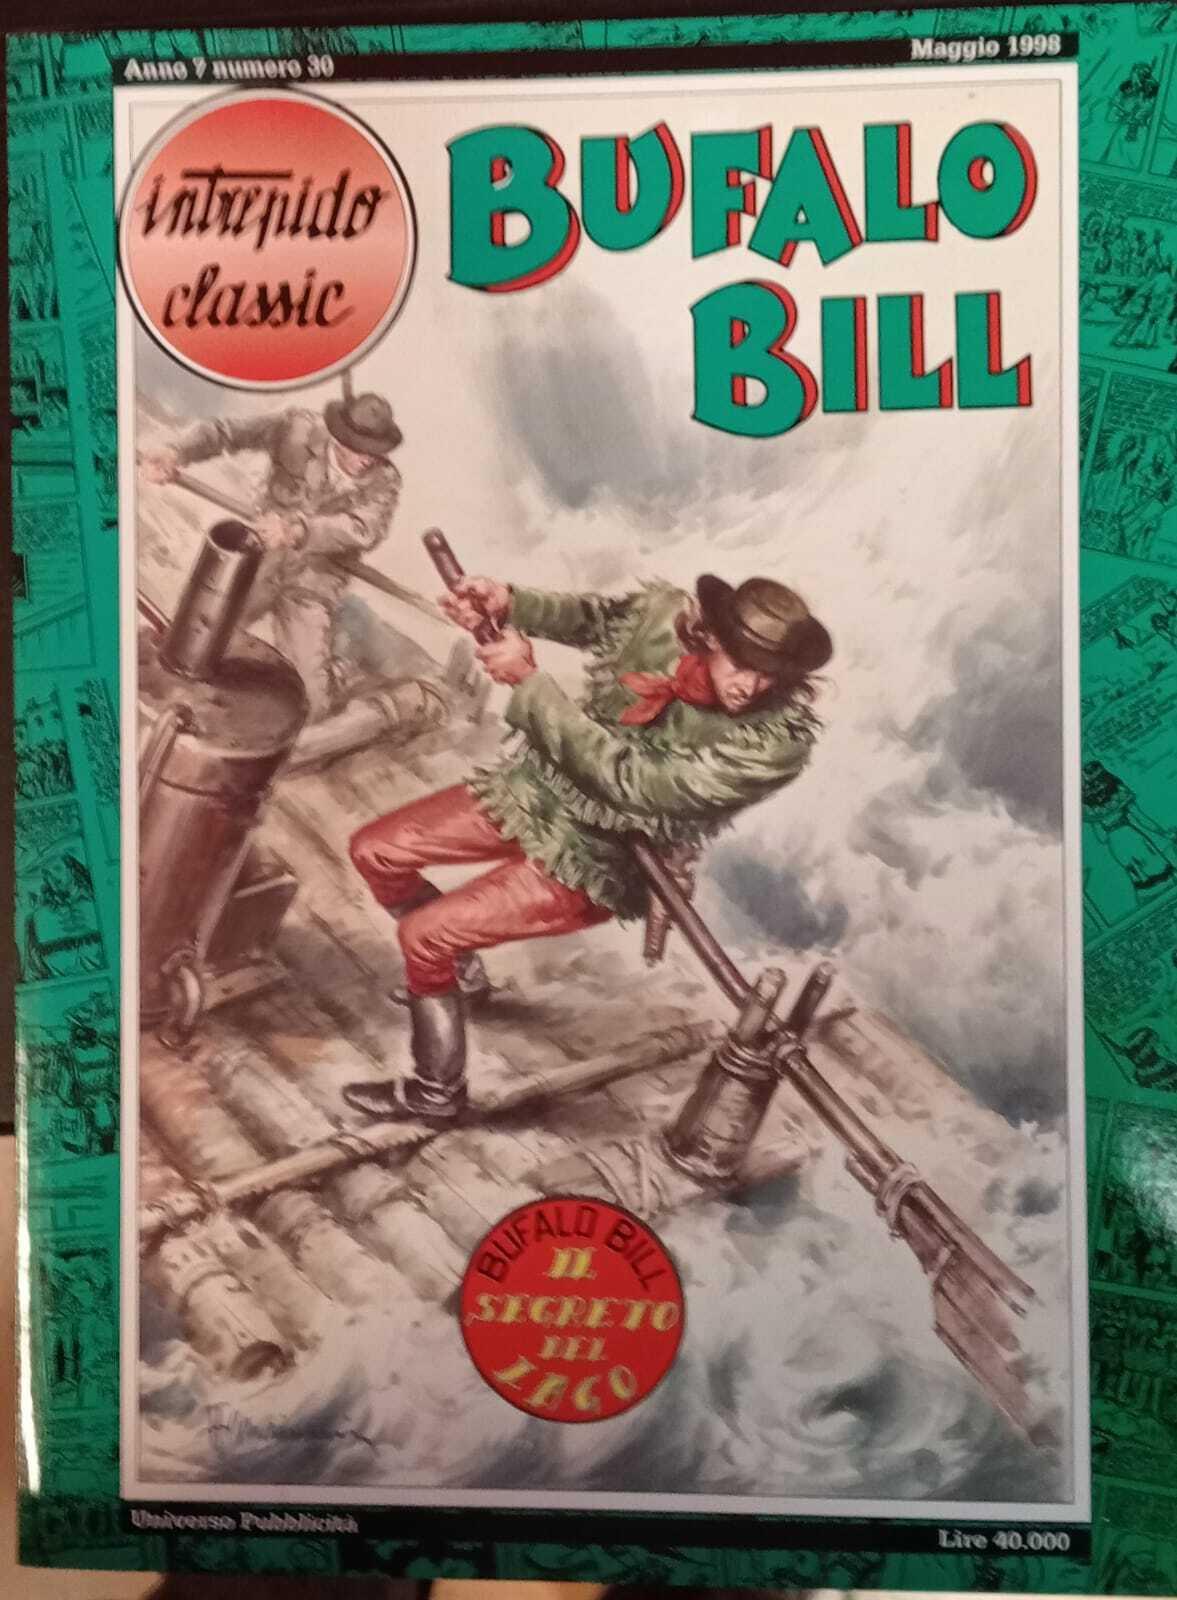 Anno 7 numero 30
Maggio 1998
intrepido
classic
BUFALO
BILL
BUFALO BILL
IL
SEGRETO
DEL
LAGO
Universo Pubblicità
Lire 40.000